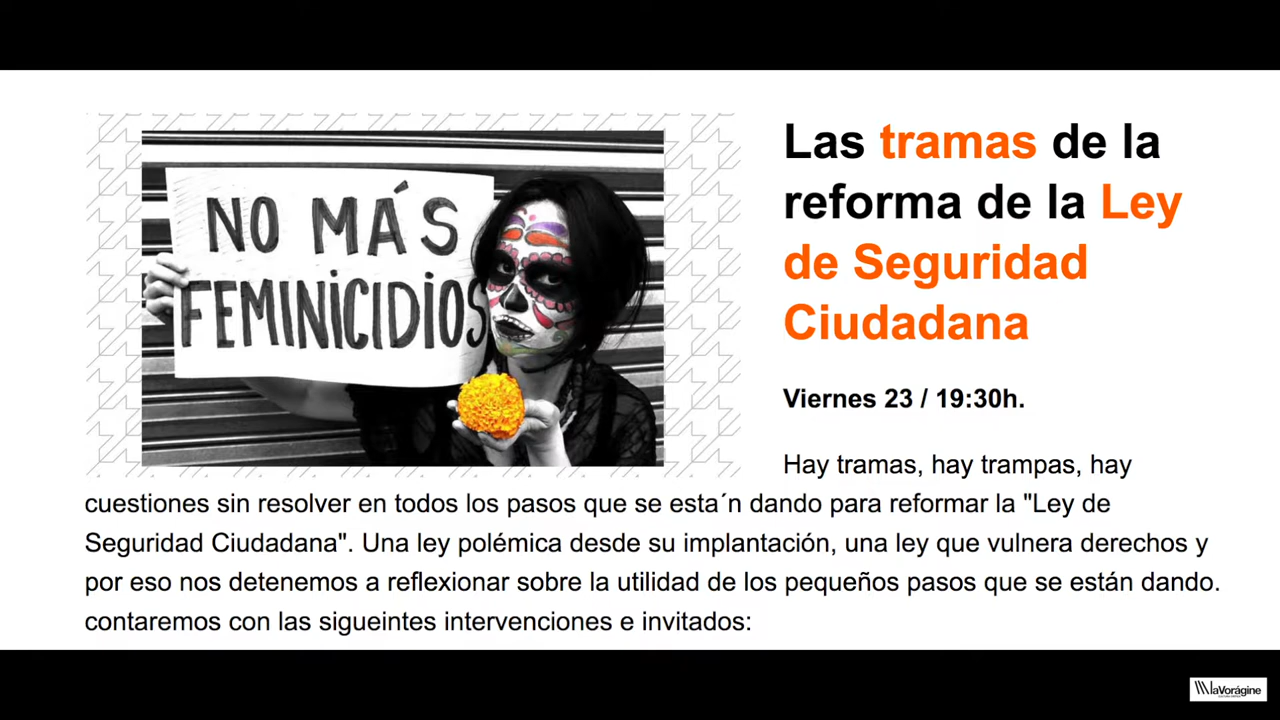 NO MÁS
FEMINICIDIOS
Las tramas de la
reforma de la Ley
de Seguridad
Ciudadana
Viernes 23 / 19:30h.
Hay tramas, hay trampas, hay
cuestiones sin resolver en todos los pasos que se esta´n dando para reformar la "Ley de
Seguridad Ciudadana". Una ley polémica desde su implantación, una ley que vulnera derechos y
por eso nos detenemos a reflexionar sobre la utilidad de los pequeños pasos que se están dando.
contaremos con las sigueintes intervenciones e invitados:
laVorágine